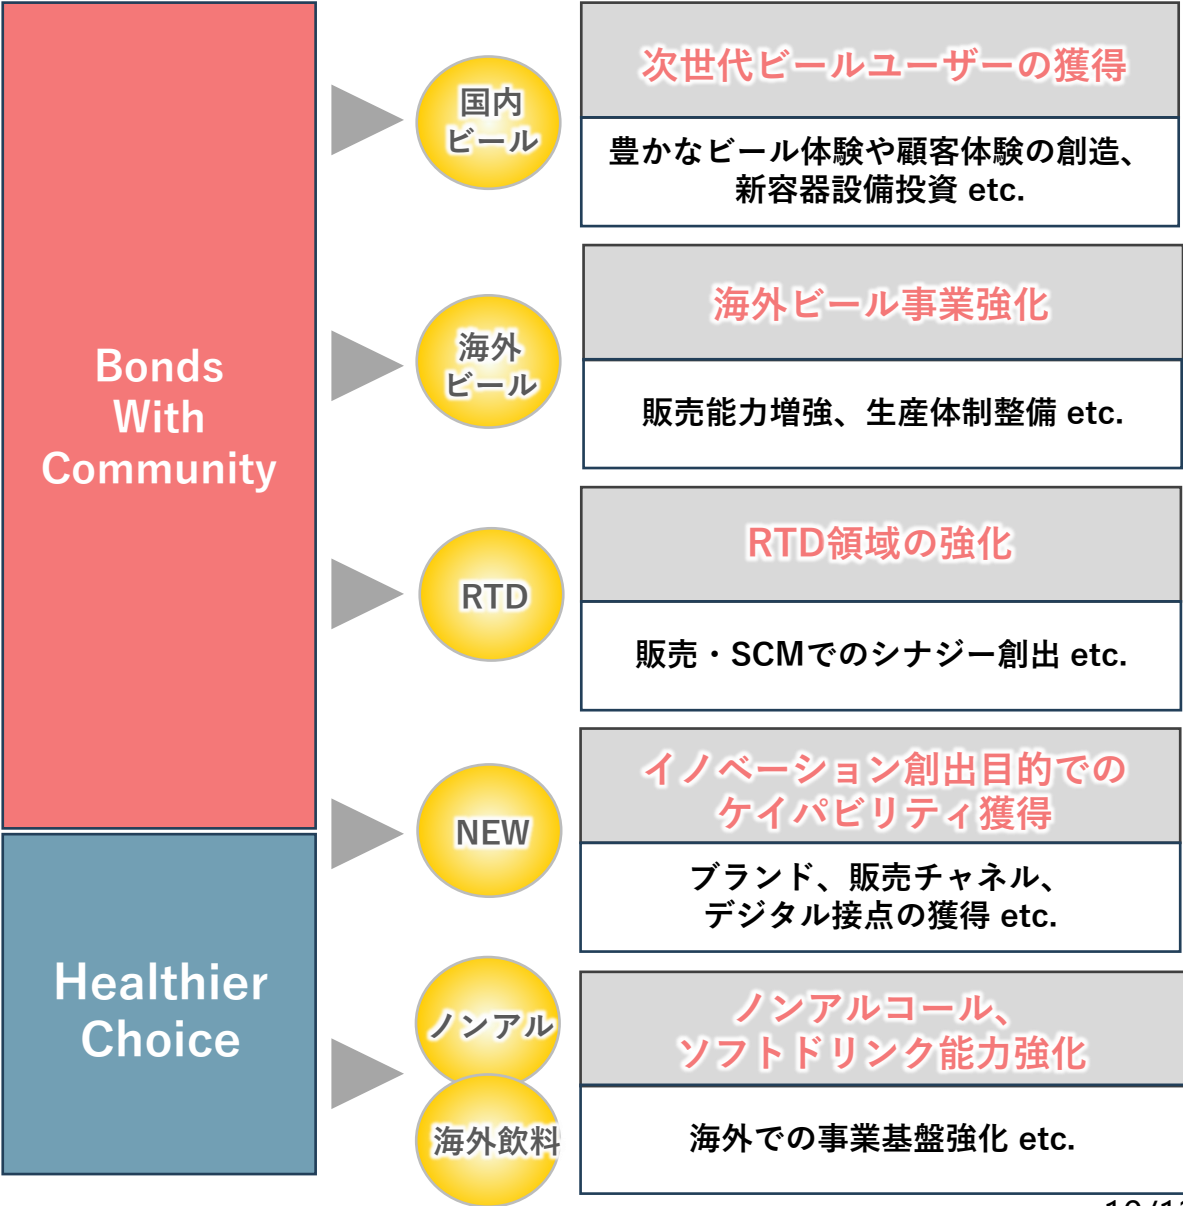 Bonds
With
Community
国内
ビール
次世代ビールユーザーの獲得
豊かなビール体験や顧客体験の創造、
新容器設備投資 etc.
海外
ビール
海外ビール事業強化
販売能力増強、生産体制整備 etc.
RTD
RTD領域の強化
販売・SCMでのシナジー創出 etc.
NEW
イノベーション創出目的での
ケイパビリティ獲得
ブランド、販売チャネル、
デジタル接点の獲得 etc.
Healthier
Choice
ノンアル
海外飲料
ノンアルコール、
ソフトドリンク能力強化
海外での事業基盤強化 etc.